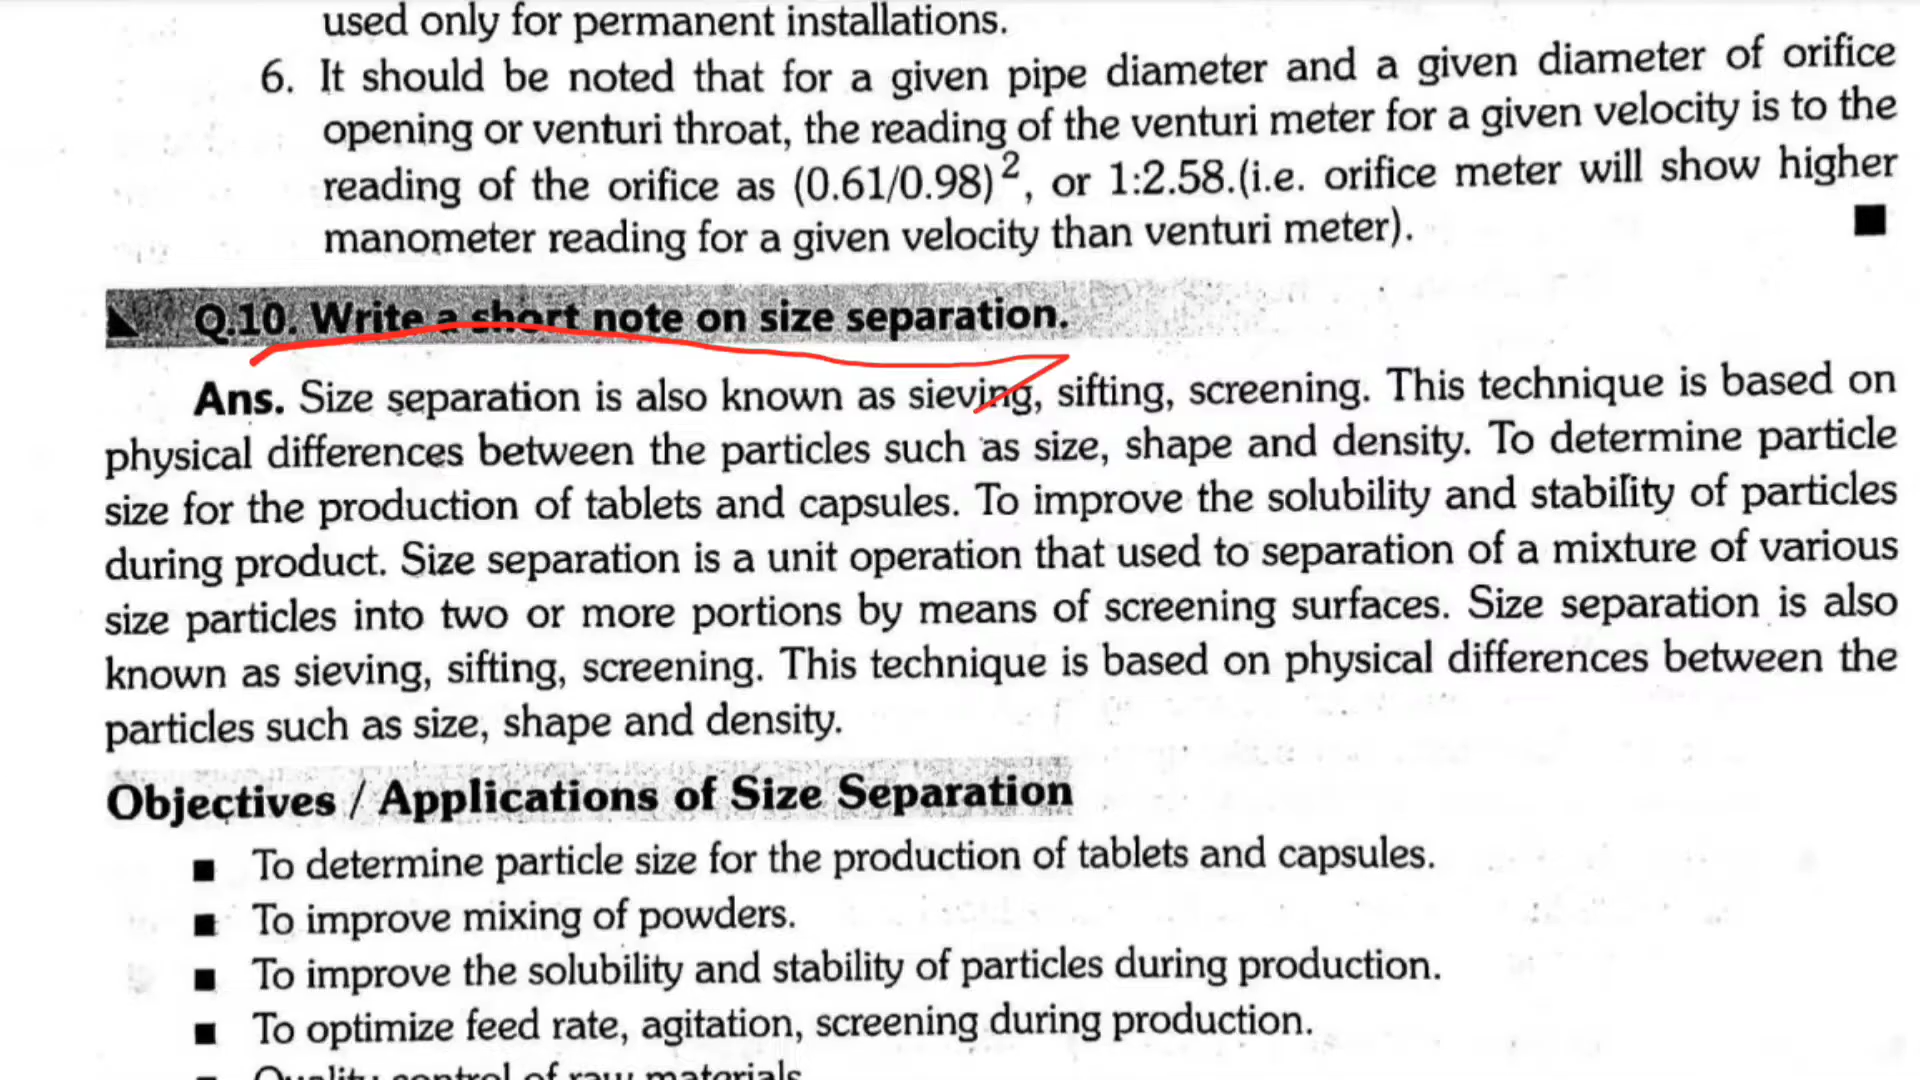 used only for permanent installations.
6. It should be noted that for a given pipe diameter and a given diameter of orifice
opening or venturi throat, the reading of the venturi meter for a given velocity is to the
reading of the orifice as (0.61/0.98)², or 1:2.58.(i.e. orifice meter will show higher
manometer reading for a given velocity than venturi meter).
Q.10. Write a short note on size separation.
Ans. Size separation is also known as sieving, sifting, screening. This technique is based on
physical differences between the particles such as size, shape and density. To determine particle
size for the production of tablets and capsules. To improve the solubility and stability of particles
during product. Size separation is a unit operation that used to separation of a mixture of various
size particles into two or more portions by means of screening surfaces. Size separation is also
known as sieving, sifting, screening. This technique is based on physical differences between the
particles such as size, shape and density.
Objectives / Applications of Size Separation
■ To determine particle size for the production of tablets and capsules.
■ To improve mixing of powders.
■ To improve the solubility and stability of particles during production.
■ To optimize feed rate, agitation, screening during production.
Quality control of raw materials